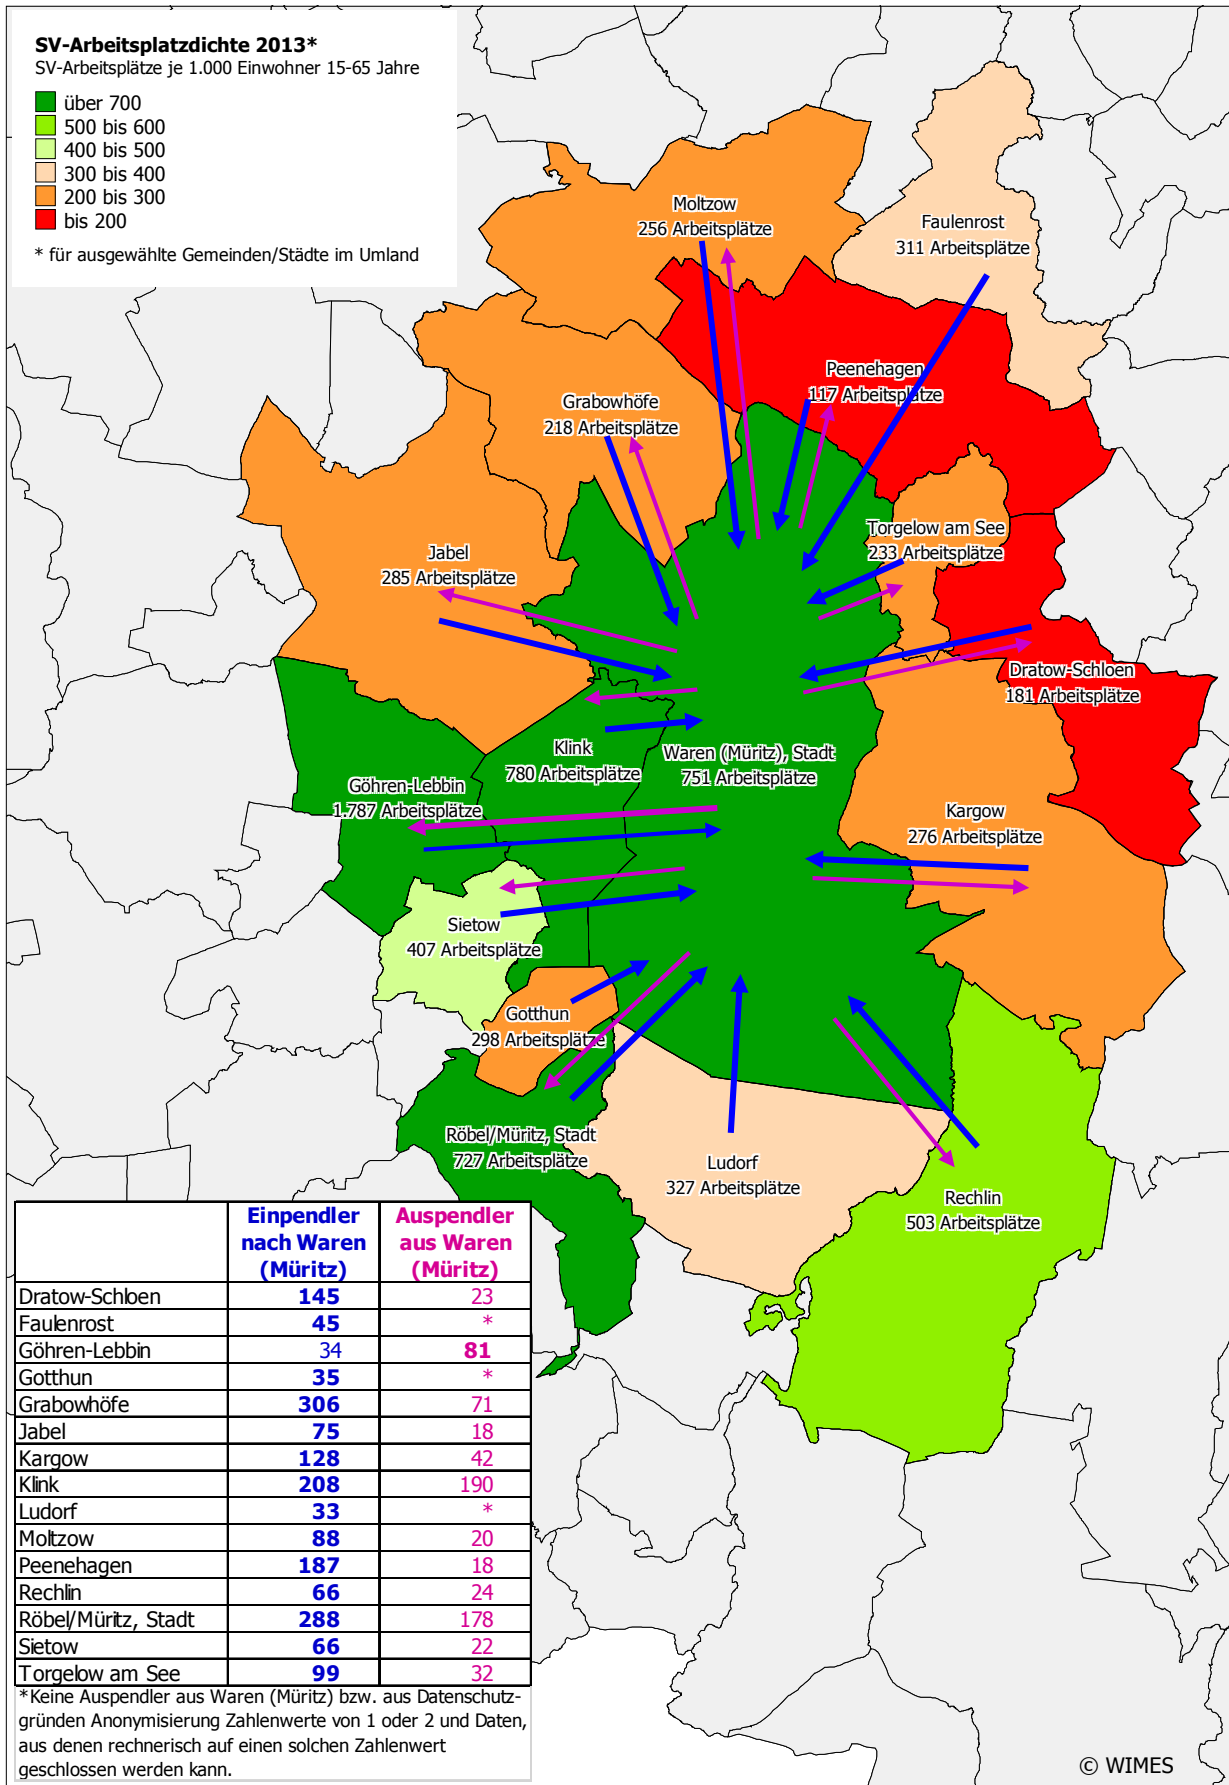 SV-Arbeitsplatzdichte 2013*
SV-Arbeitsplätze je 1.000 Einwohner 15-65 Jahre
über 700
500 bis 600
400 bis 500
300 bis 400
200 bis 300
bis 200
* für ausgewählte Gemeinden/Städte im Umland
Moltzow
256 Arbeitsplätze
Faulenrost
311 Arbeitsplätze
Peenehagen
117 Arbeitsplätze
Grabowhöfe
218 Arbeitsplätze
Torgelow am See
233 Arbeitsplätze
Jabel
285 Arbeitsplätze
Dratow-Schloen
181 Arbeitsplätze
Klink
780 Arbeitsplätze
Waren (Müritz), Stadt
751 Arbeitsplätze
Göhren-Lebbin
1.787 Arbeitsplätze
Kargow
276 Arbeitsplätze
Sietow
407 Arbeitsplätze
Gotthun
298 Arbeitsplätze
Röbel/Müritz, Stadt
727 Arbeitsplätze
Ludorf
327 Arbeitsplätze
Rechlin
503 Arbeitsplätze
Einpendler Auspendler
nach Waren aus Waren
(Müritz) (Müritz)
Dratow-Schloen 145 23
Faulenrost 45 *
Göhren-Lebbin 34 81
Gotthun 35 *
Grabowhöfe 306 71
Jabel 75 18
Kargow 128 42
Klink 208 190
Ludorf 33 *
Moltzow 88 20
Peenehagen 187 18
Rechlin 66 24
Röbel/Müritz, Stadt 288 178
Sietow 66 22
Torgelow am See 99 32
*Keine Auspendler aus Waren (Müritz) bzw. aus Datenschutz-
gründen Anonymisierung Zahlenwerte von 1 oder 2 und Daten,
aus denen rechnerisch auf einen solchen Zahlenwert
geschlossen werden kann.
© WIMES